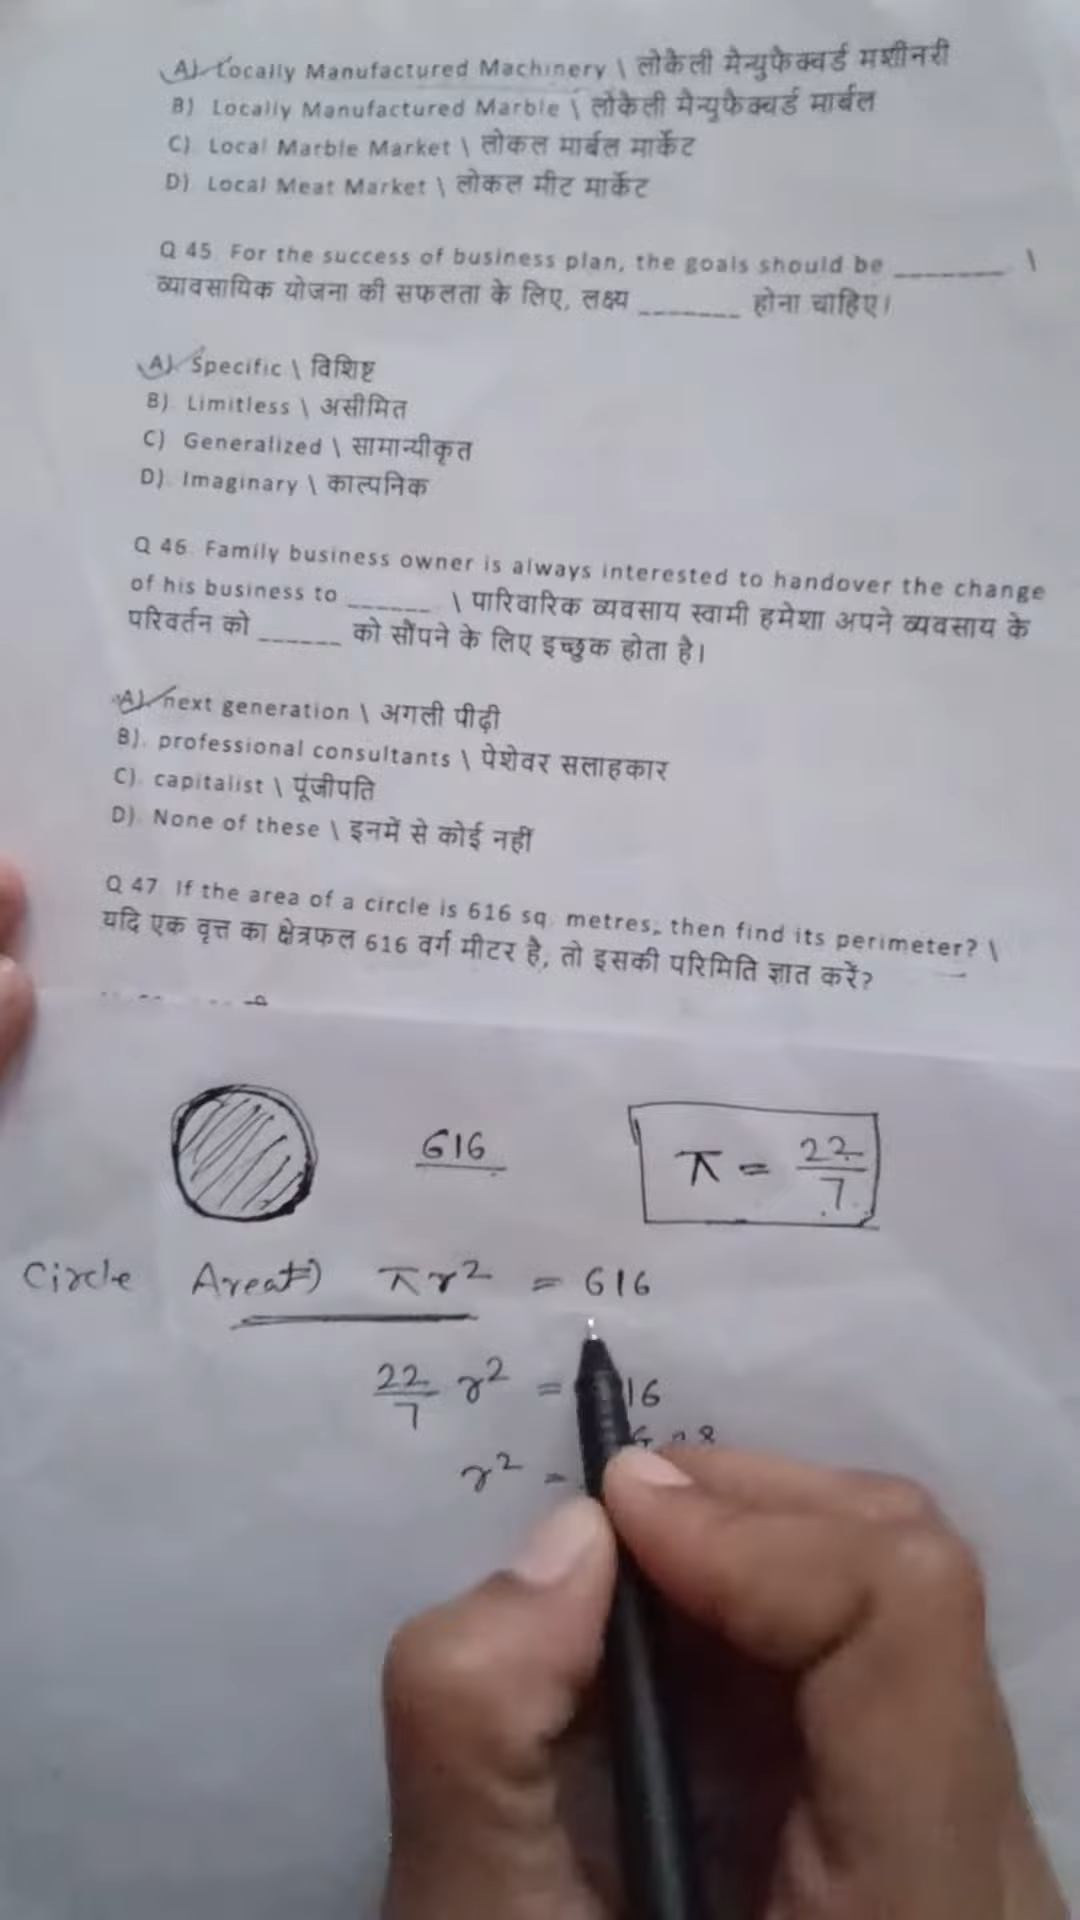 A) Locally Manufactured Machinery \ लोकैली मैन्युफैक्चर्ड मशीनरी
B) Locally Manufactured Marble \ लोकैली मैन्युफैक्चर्ड मार्बल
C) Local Marble Market \ लोकल मार्बल मार्केट
D) Local Meat Market \ लोकल मीट मार्केट
Q 45. For the success of business plan, the goals should be ________ \
व्यावसायिक योजना की सफलता के लिए, लक्ष्य _______ होना चाहिए।
A). Specific \ विशिष्ट
B). Limitless \ असीमित
C) Generalized \ सामान्यीकृत
D). Imaginary \ काल्पनिक
Q 46. Family business owner is always interested to handover the change
of his business to ______ \ पारिवारिक व्यवसाय स्वामी हमेशा अपने व्यवसाय के
परिवर्तन को ______ को सौंपने के लिए इच्छुक होता है।
A). next generation \ अगली पीढ़ी
B). professional consultants \ पेशेवर सलाहकार
C). capitalist \ पूंजीपति
D). None of these \ इनमें से कोई नहीं
Q 47. If the area of a circle is 616 sq. metres, then find its perimeter? \
यदि एक वृत्त का क्षेत्रफल 616 वर्ग मीटर है, तो इसकी परिमिति ज्ञात करें?
616
π = 22/7
Circle Area π r² = 616
22/7 r² = 16
r² =